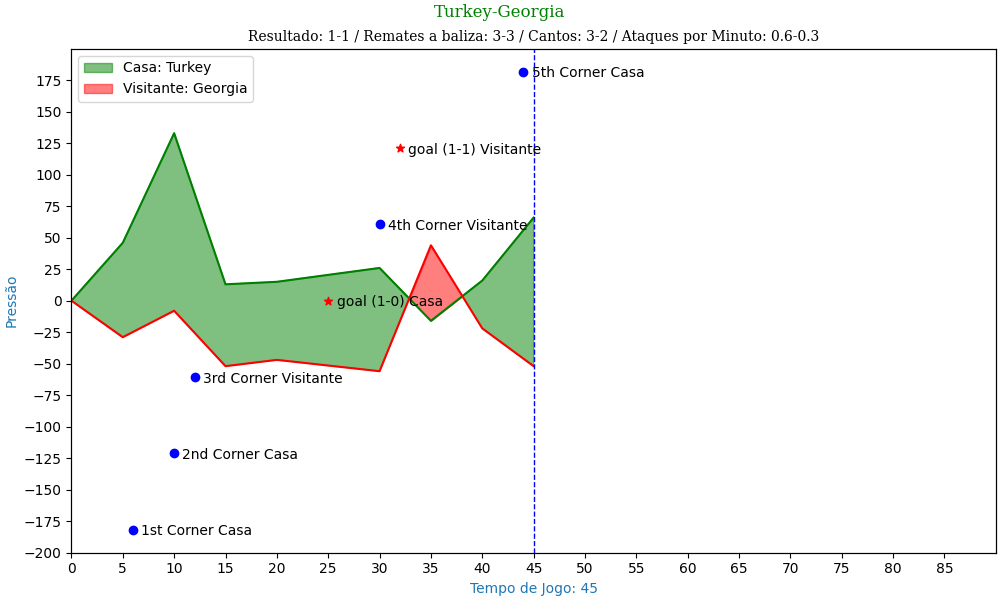 Turkey-Georgia
Resultado: 1-1 / Remates a baliza: 3-3 / Cantos: 3-2 / Ataques por Minuto: 0.6-0.3
Casa: Turkey
Visitante: Georgia
5th Corner Casa
goal (1-1) Visitante
4th Corner Visitante
goal (1-0) Casa
3rd Corner Visitante
2nd Corner Casa
1st Corner Casa
Pressão
175
150
125
100
75
50
25
0
−25
−50
−75
−100
−125
−150
−175
−200
0 5 10 15 20 25 30 35 40 45 50 55 60 65 70 75 80 85
Tempo de Jogo: 45